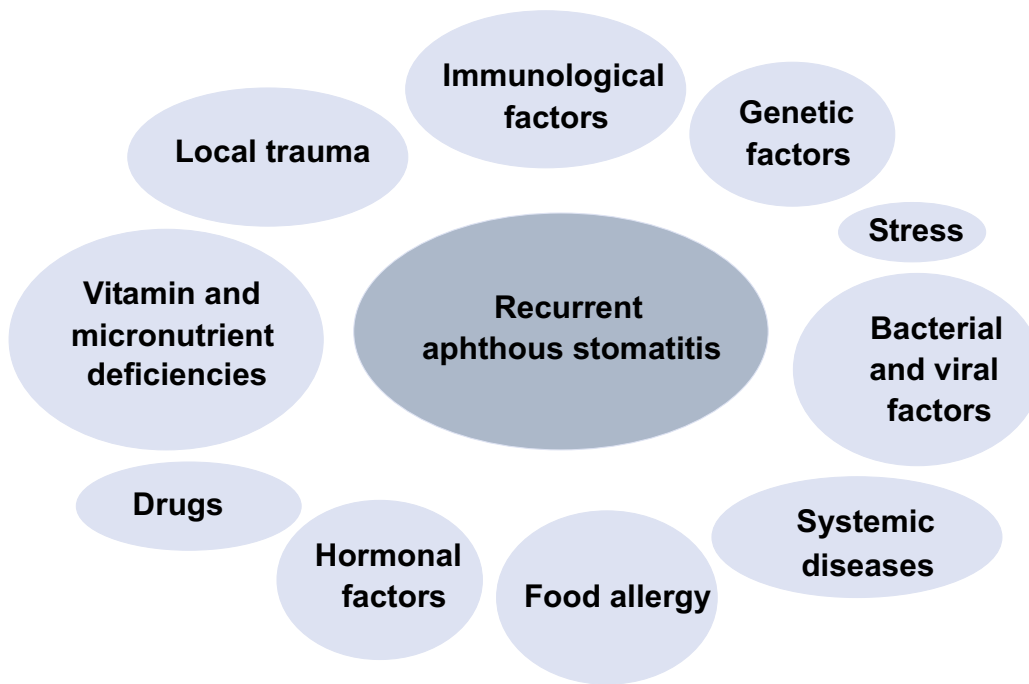 Immunological
factors
Genetic
factors
Local trauma
Stress
Vitamin and
micronutrient
deficiencies
Recurrent
aphthous stomatitis
Bacterial
and viral
factors
Drugs
Systemic
diseases
Hormonal
factors
Food allergy